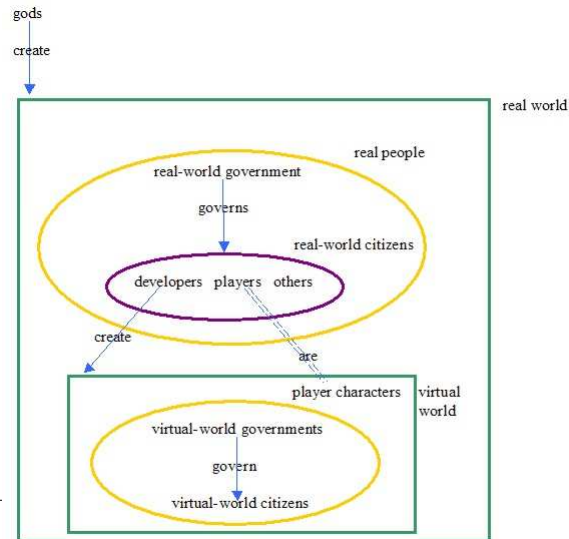 gods
create
real world
real people
real-world government
governs
real-world citizens
developers players others
create
are
player characters
virtual
world
virtual-world governments
govern
virtual-world citizens